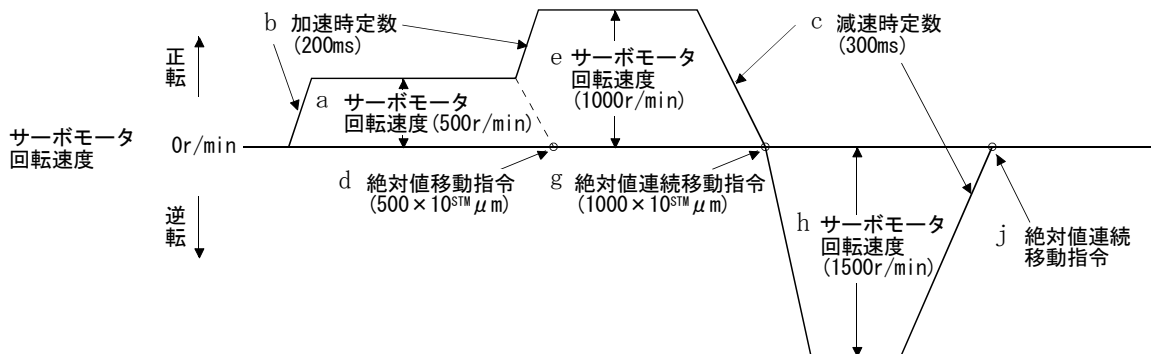 b 加速時定数
(200ms)
c 減速時定数
(300ms)
正転
e サーボモータ
回転速度
(1000r/min)
a サーボモータ
回転速度(500r/min)
サーボモータ
回転速度
0r/min
d 絶対値移動指令
(500×10ˢᵀᴹμm)
g 絶対値連続移動指令
(1000×10ˢᵀᴹμm)
逆転
h サーボモータ
回転速度
(1500r/min)
j 絶対値連続
移動指令